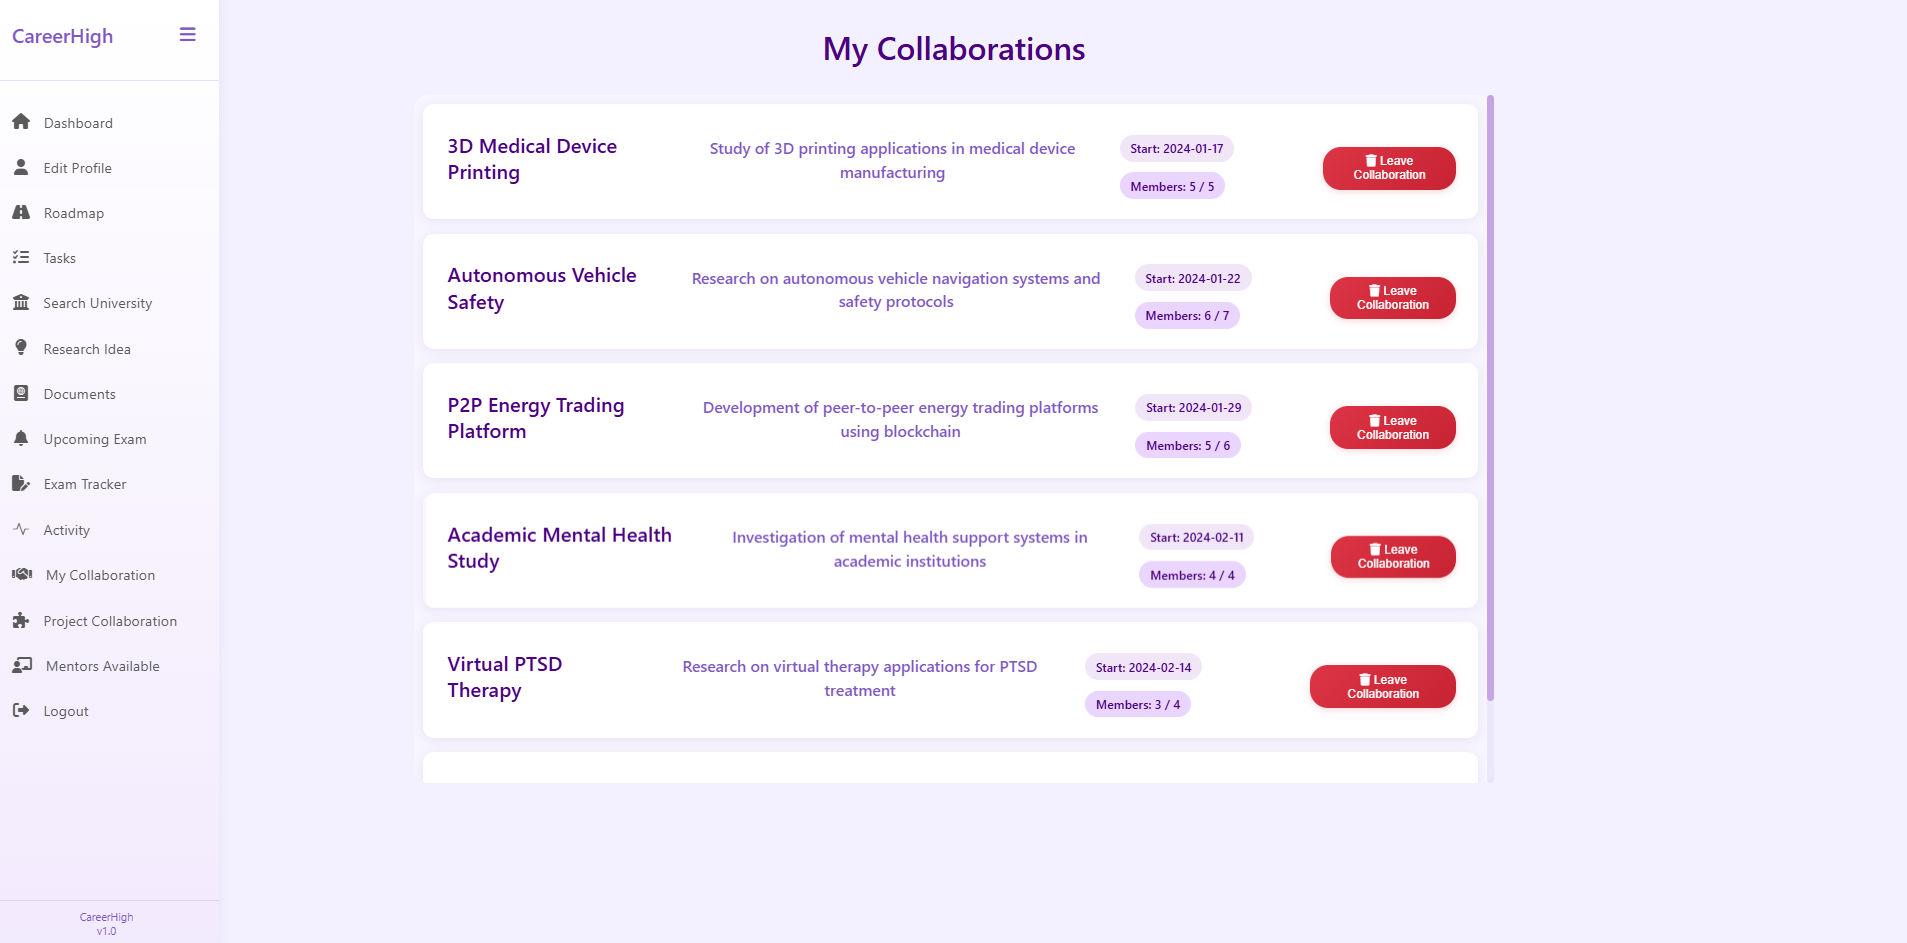 CareerHigh
Dashboard
Edit Profile
Roadmap
Tasks
Search University
Research Idea
Documents
Upcoming Exam
Exam Tracker
Activity
My Collaboration
Project Collaboration
Mentors Available
Logout
CareerHigh
v1.0
My Collaborations
3D Medical Device
Printing
Study of 3D printing applications in medical device
manufacturing
Start: 2024-01-17
Members: 5 / 5
Leave
Collaboration
Autonomous Vehicle
Safety
Research on autonomous vehicle navigation systems and
safety protocols
Start: 2024-01-22
Members: 6 / 7
Leave
Collaboration
P2P Energy Trading
Platform
Development of peer-to-peer energy trading platforms
using blockchain
Start: 2024-01-29
Members: 5 / 6
Leave
Collaboration
Academic Mental Health
Study
Investigation of mental health support systems in
academic institutions
Start: 2024-02-11
Members: 4 / 4
Leave
Collaboration
Virtual PTSD
Therapy
Research on virtual therapy applications for PTSD
treatment
Start: 2024-02-14
Members: 3 / 4
Leave
Collaboration